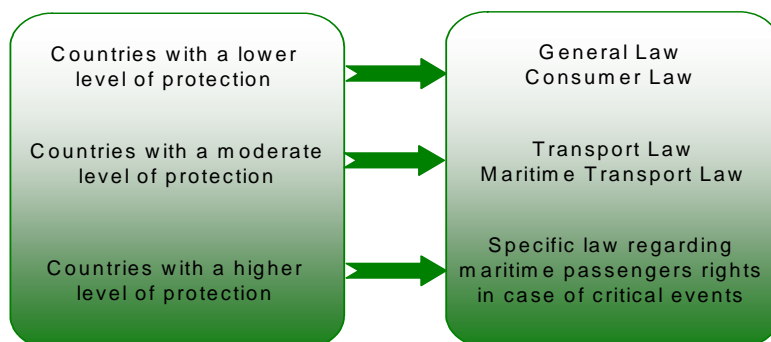 Countries with a lower
level of protection
General Law
Consumer Law
Countries with a moderate
level of protection
Transport Law
Maritime Transport Law
Countries with a higher
level of protection
Specific law regarding
maritime passengers rights
in case of critical events